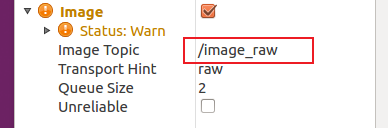 Image
Status: Warn
Image Topic /image_raw
Transport Hint raw
Queue Size 2
Unreliable